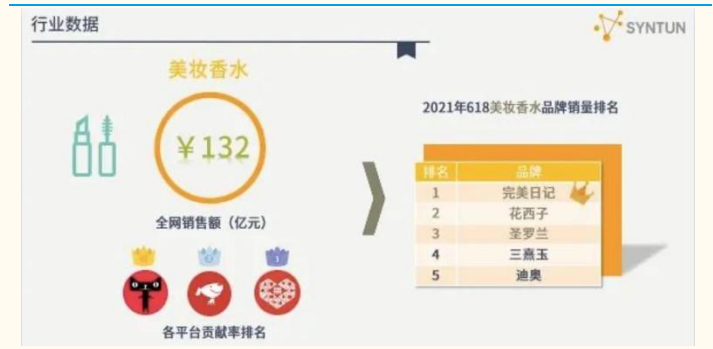 行业数据
SYNTUN
美妆香水
¥132
全网销售额（亿元）
各平台贡献率排名
2021年618美妆香水品牌销量排名
排名 品牌
1 完美日记
2 花西子
3 圣罗兰
4 三熹玉
5 迪奥